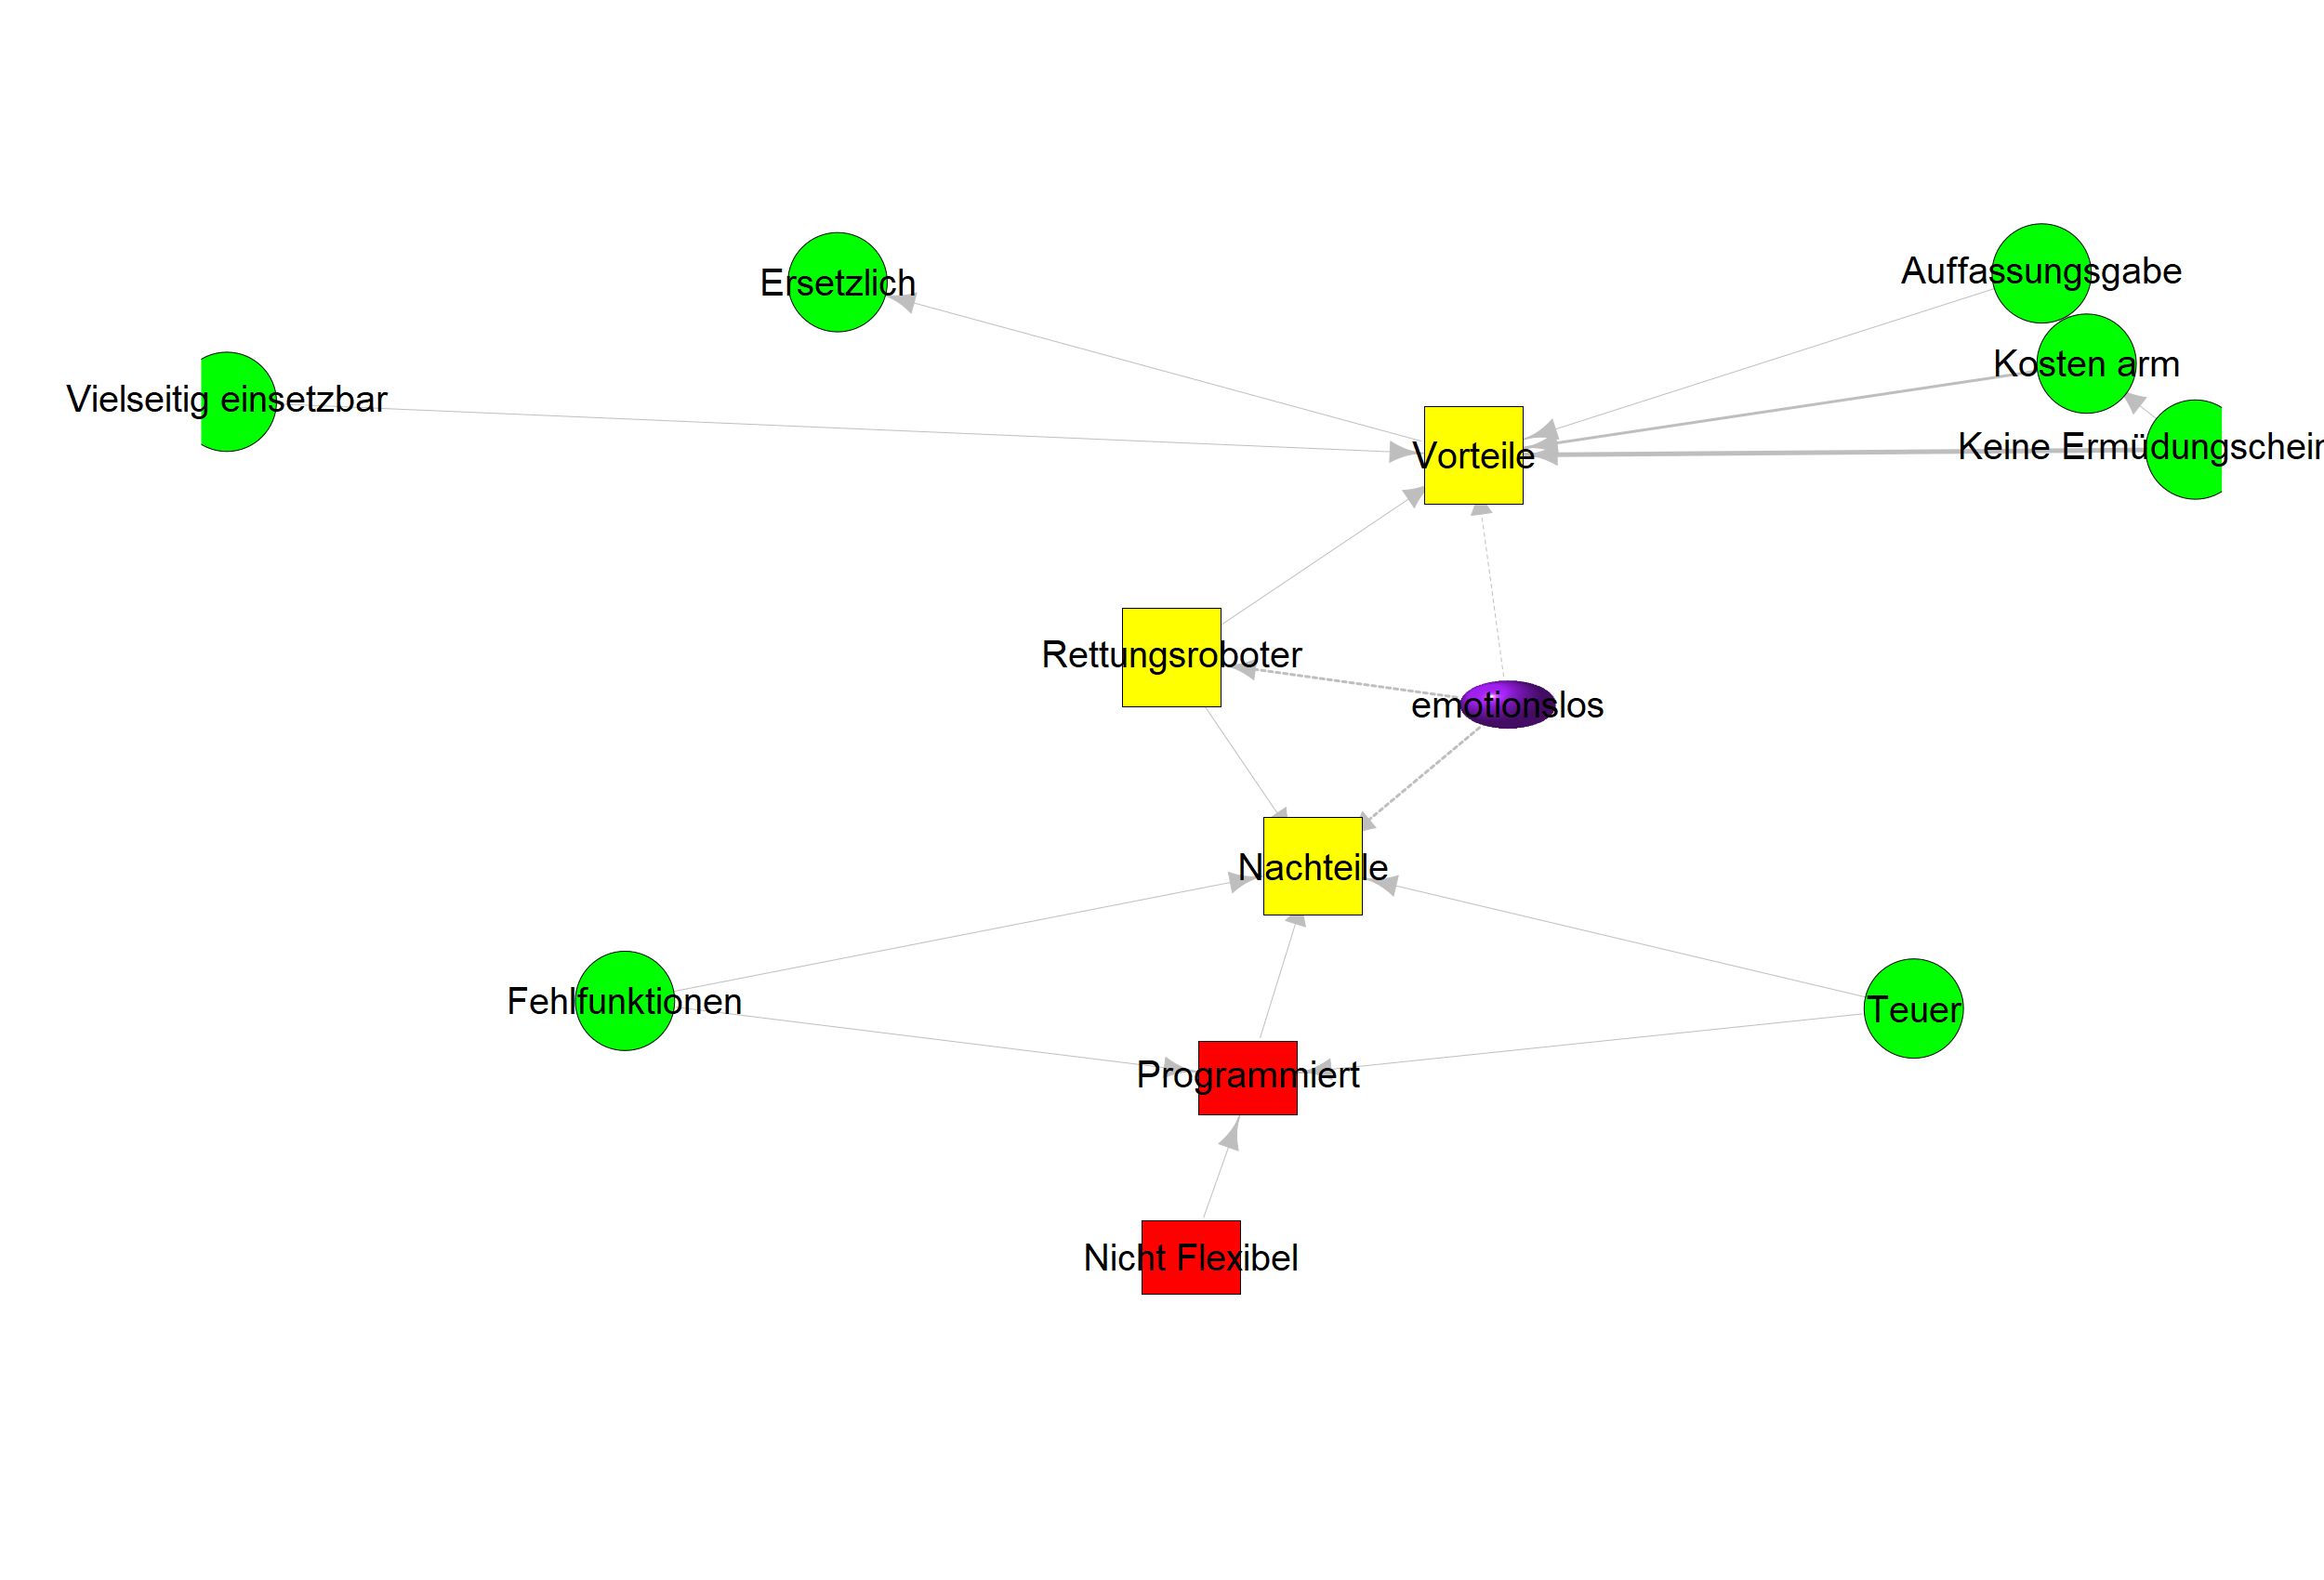 Auffassungsgabe
Ersetzlich
Kosten arm
Vielseitig einsetzbar
Keine Ermüdungschein
Vorteile
Rettungsroboter
emotionslos
Nachteile
Fehlfunktionen
Teuer
Programmiert
Nicht Flexibel